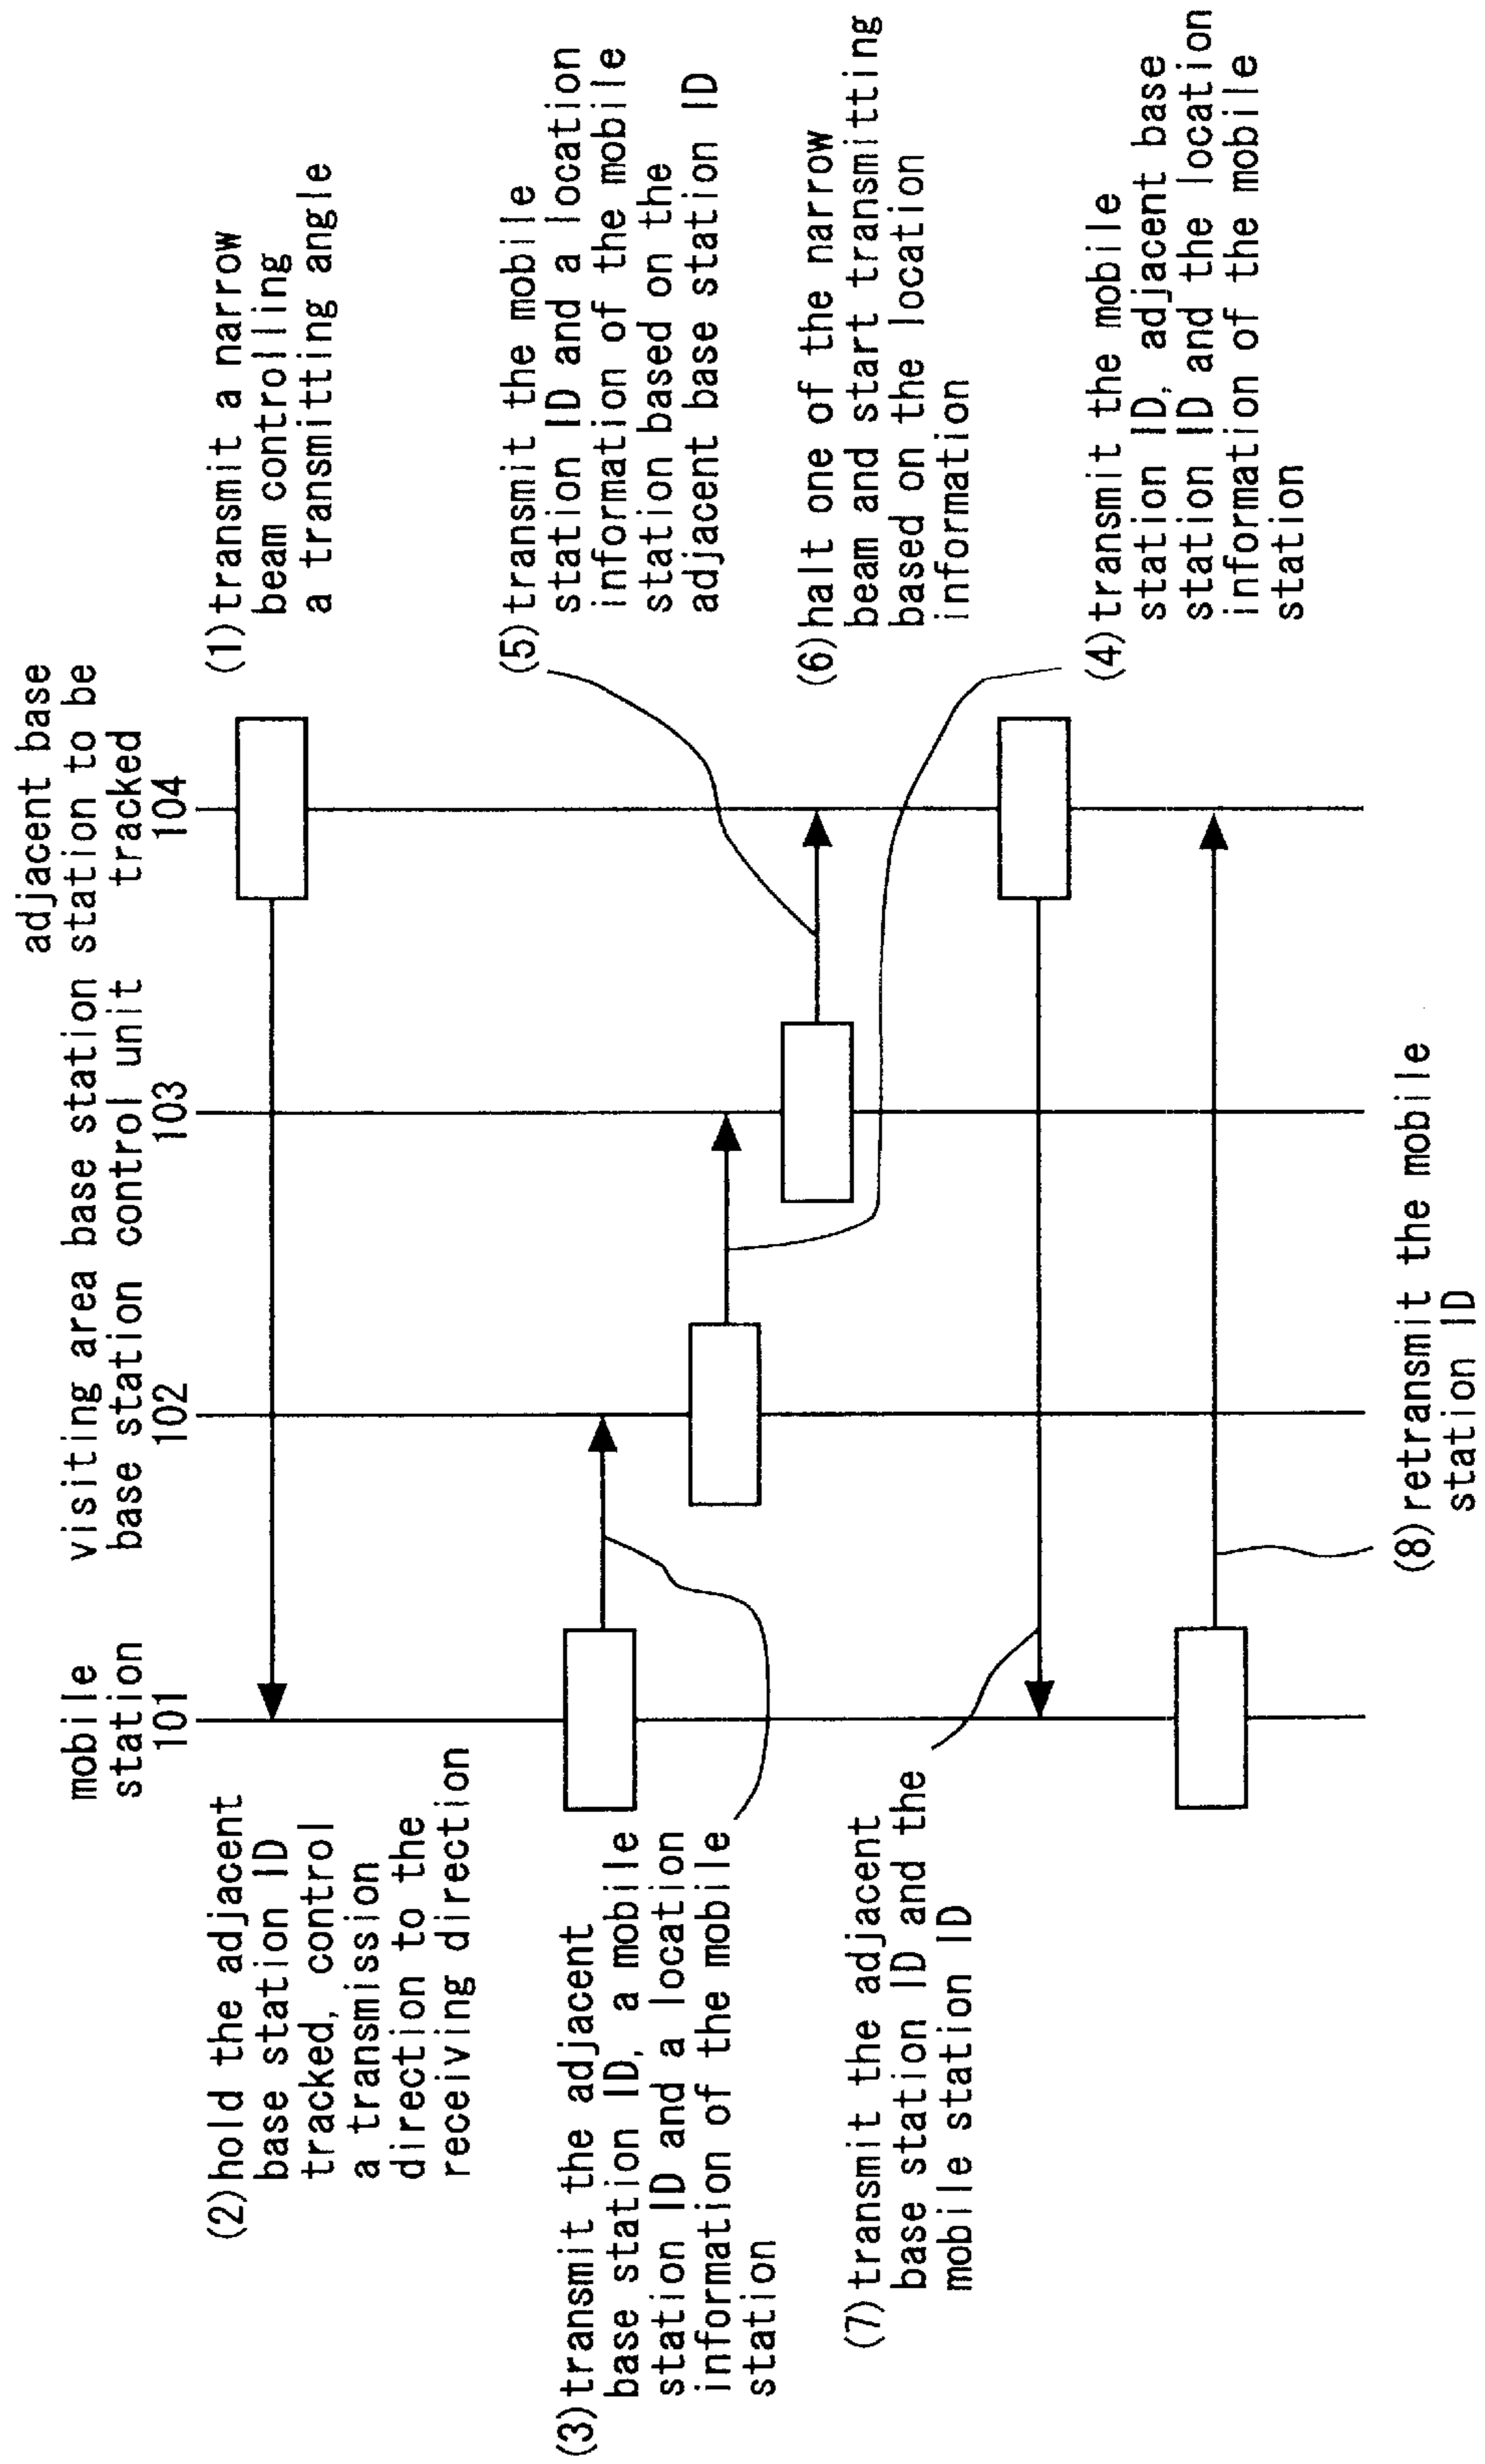 mobile
station
101
visiting area
base station
102
base station
control unit
103
adjacent base
station to be
tracked
104
(1) transmit a narrow
beam controlling
a transmitting angle
(2) hold the adjacent
base station ID
tracked, control
a transmission
direction to the
receiving direction
(3) transmit the adjacent
base station ID, a mobile
station ID and a location
information of the mobile
station
(5) transmit the mobile
station ID and a location
information of the mobile
station based on the
adjacent base station ID
(6) halt one of the narrow
beam and start transmitting
based on the location
information
(4) transmit the mobile
station ID, adjacent base
station ID and the location
information of the mobile
station
(7) transmit the adjacent
base station ID and the
mobile station ID
(8) retransmit the mobile
station ID